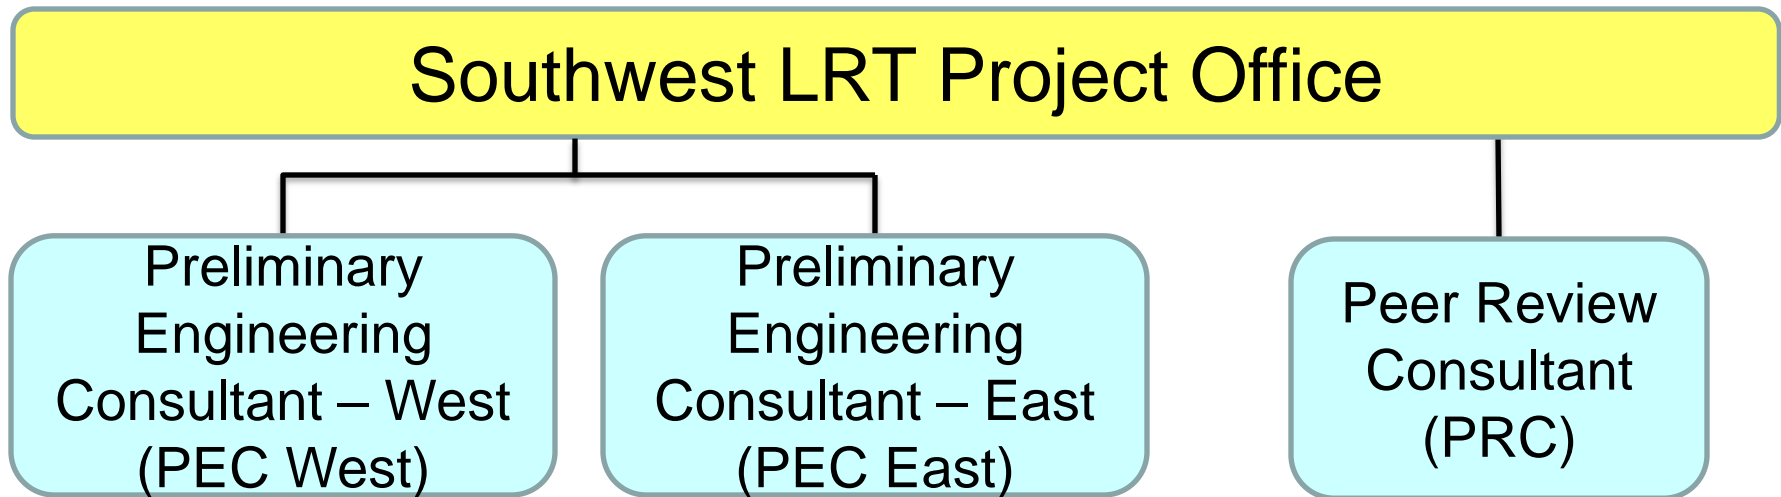 Southwest LRT Project Office
Preliminary
Engineering
Consultant – West
(PEC West)
Preliminary
Engineering
Consultant – East
(PEC East)
Peer Review
Consultant
(PRC)